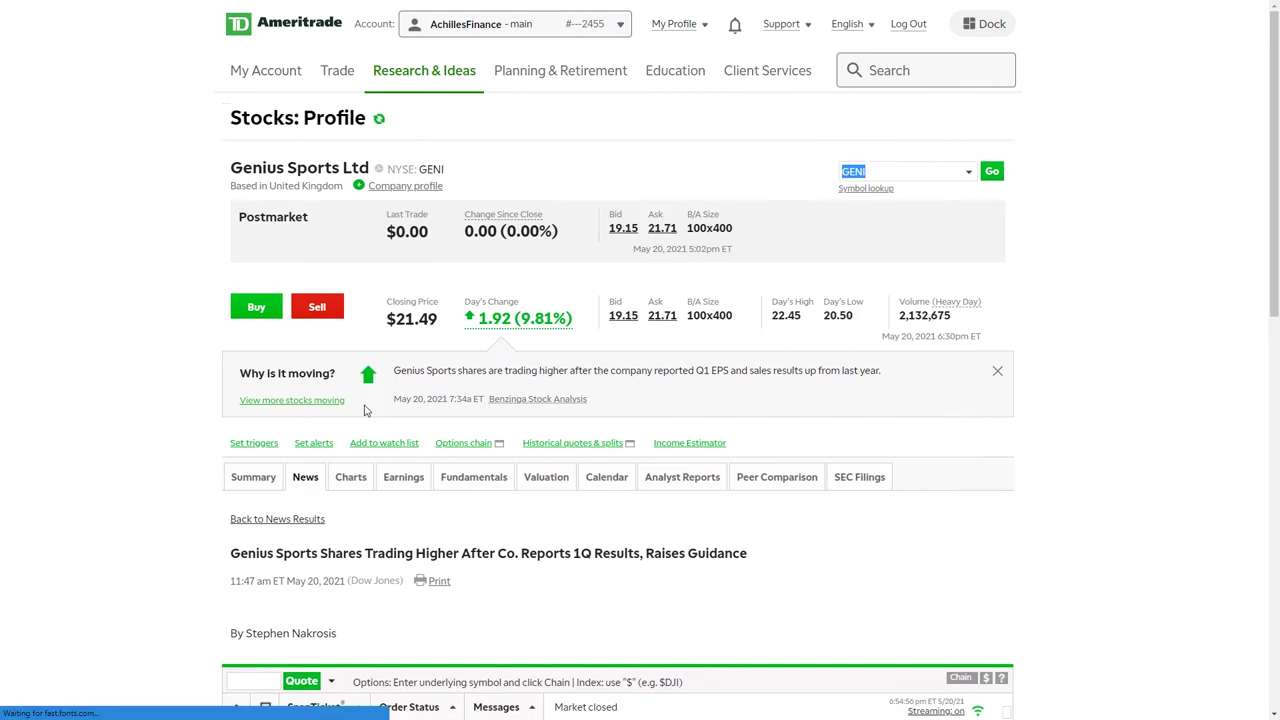 TD Ameritrade Account: AchillesFinance - main #---2455 My Profile Support English Log Out Dock
My Account Trade Research & Ideas Planning & Retirement Education Client Services Search
Stocks: Profile
Genius Sports Ltd NYSE: GENI GENI Go
Based in United Kingdom Company profile Symbol lookup
Postmarket Last Trade Change Since Close Bid Ask B/A Size
$0.00 0.00 (0.00%) 19.15 21.71 100x400
May 20, 2021 5:02pm ET
Buy Sell Closing Price Day's Change Bid Ask B/A Size Day's High Day's Low Volume (Heavy Day)
$21.49 1.92 (9.81%) 19.15 21.71 100x400 22.45 20.50 2,132,675
May 20, 2021 6:30pm ET
Why is it moving? Genius Sports shares are trading higher after the company reported Q1 EPS and sales results up from last year.
View more stocks moving May 20, 2021 7:34a ET Benzinga Stock Analysis
Set triggers Set alerts Add to watch list Options chain Historical quotes & splits Income Estimator
Summary News Charts Earnings Fundamentals Valuation Calendar Analyst Reports Peer Comparison SEC Filings
Back to News Results
Genius Sports Shares Trading Higher After Co. Reports 1Q Results, Raises Guidance
11:47 am ET May 20, 2021 (Dow Jones) Print
By Stephen Nakrosis
Quote Options: Enter underlying symbol and click Chain | Index: use "$" (e.g. $DJI) Chain $ ?
Order Status Messages Market closed 6:54:56 pm ET 5/20/21
Streaming: on
Waiting for fast.fonts.com...